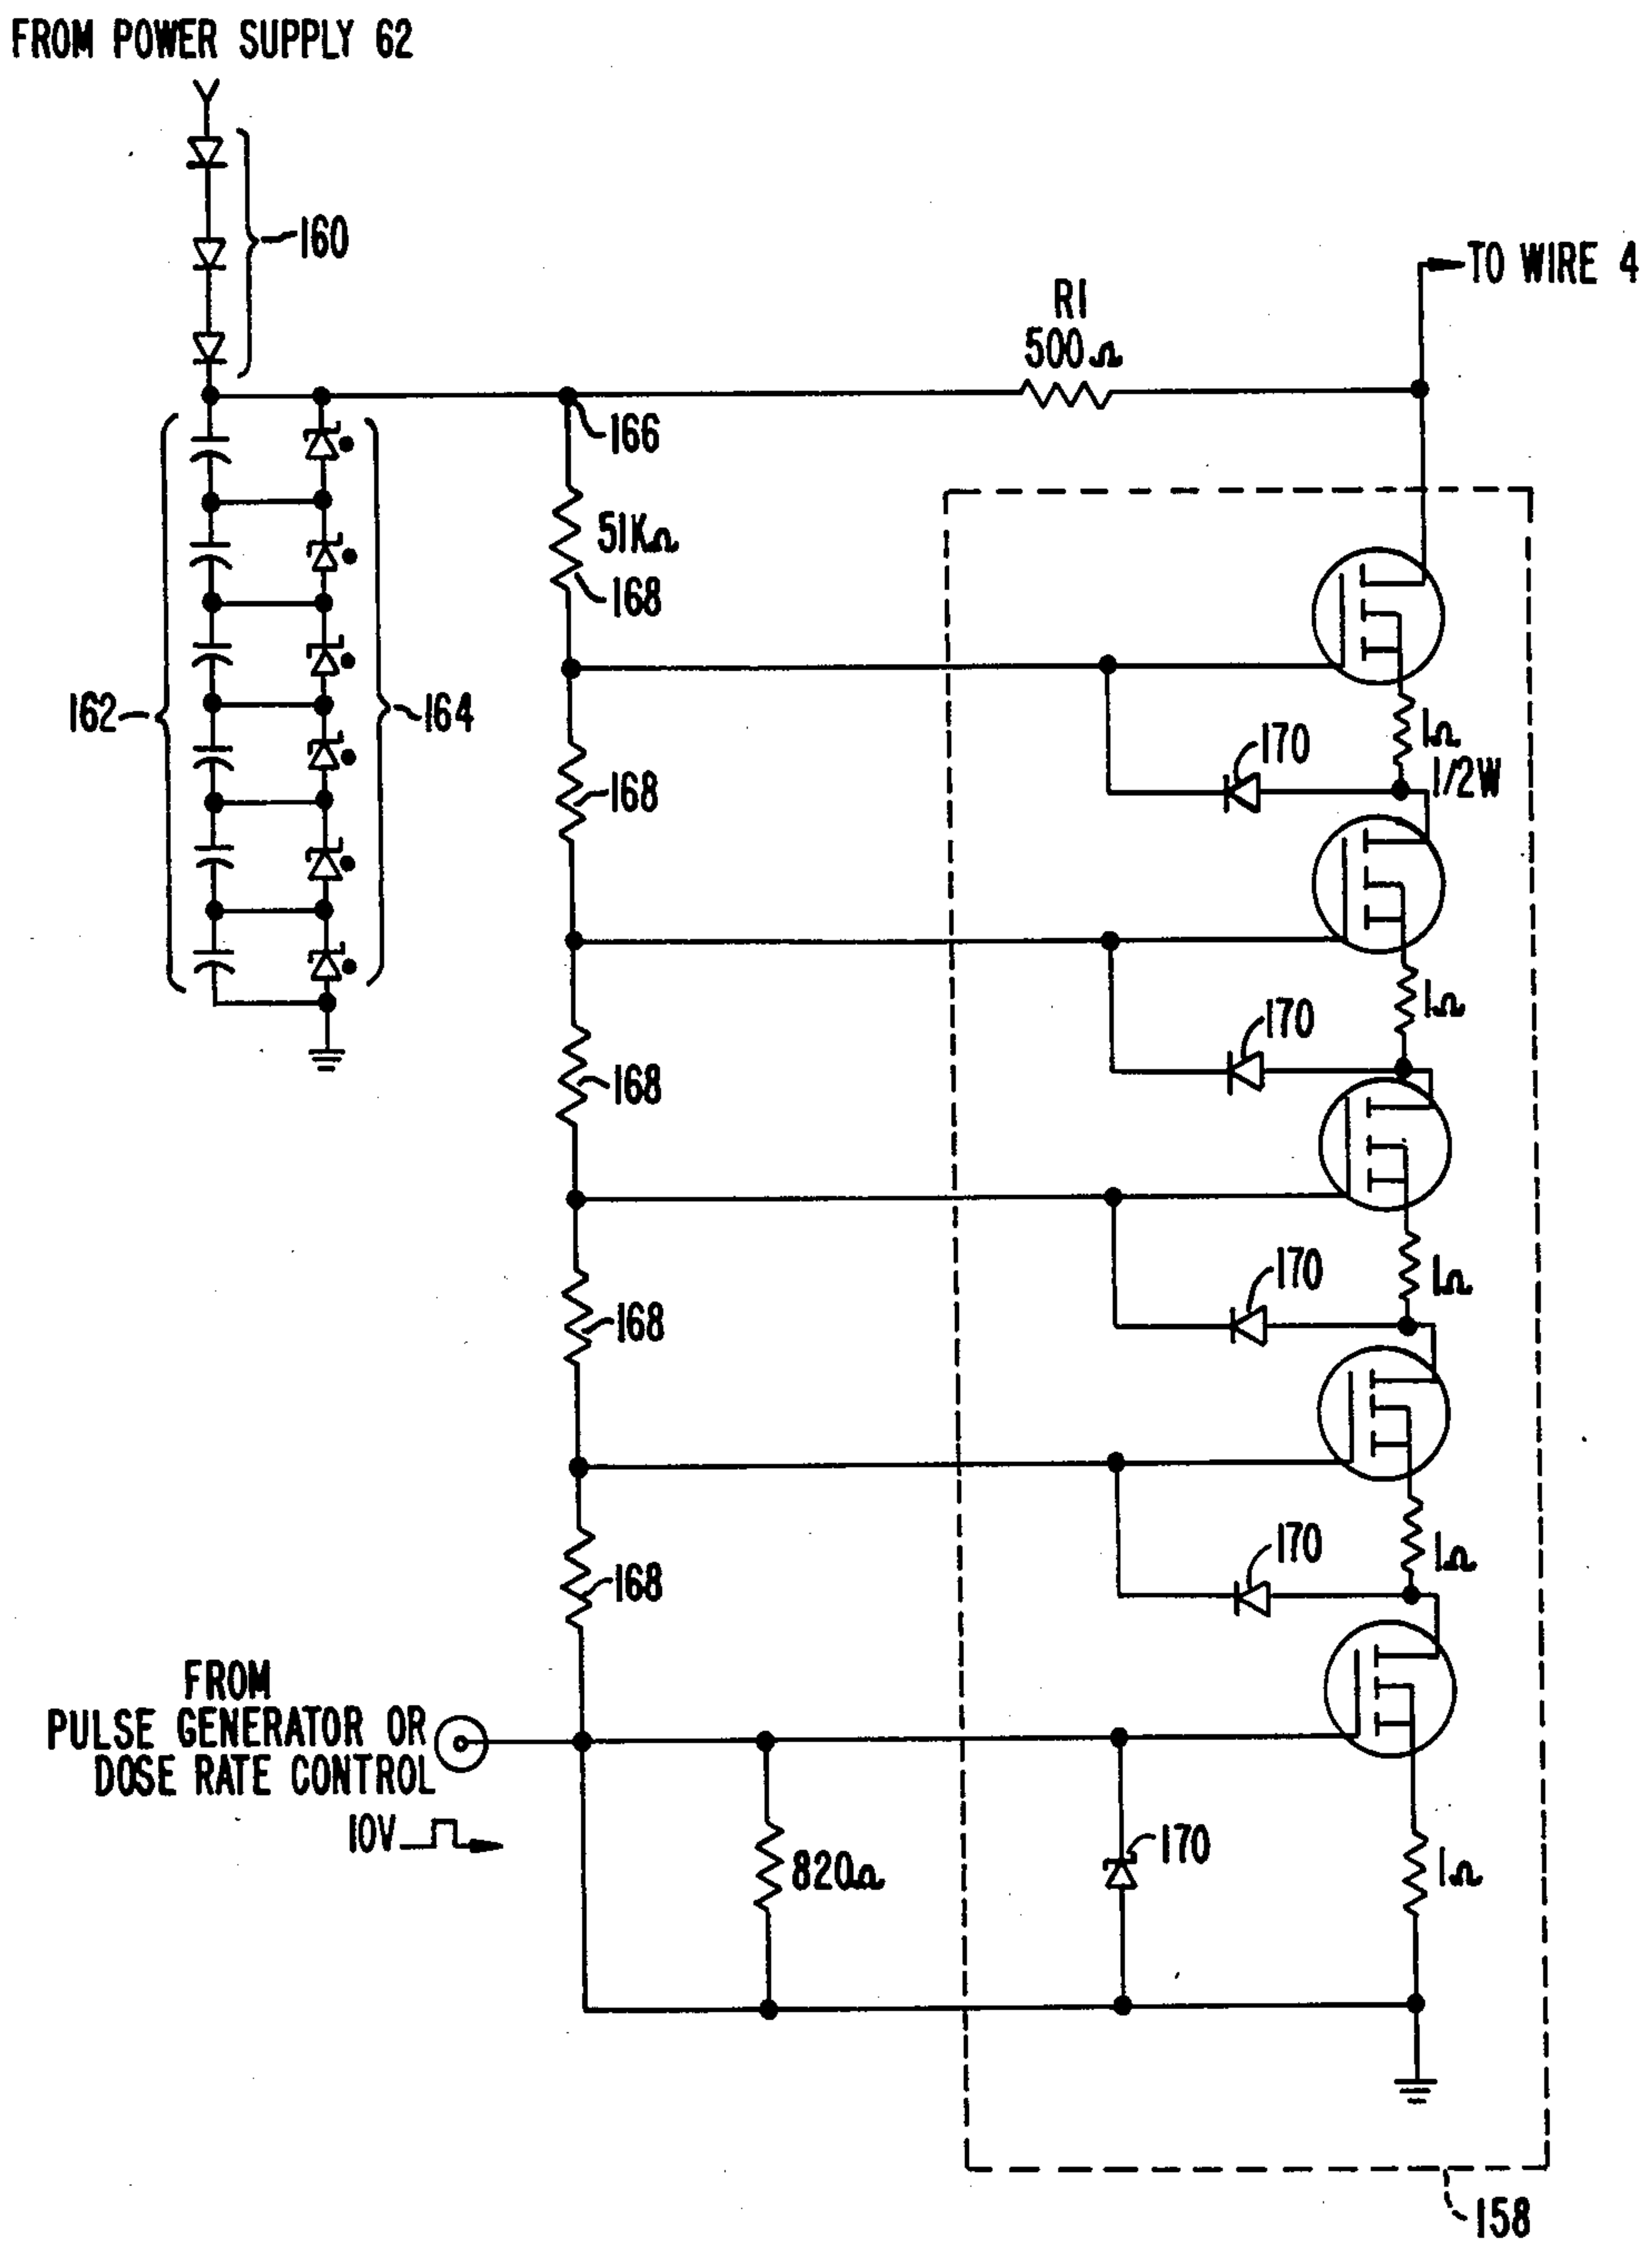 FROM POWER SUPPLY 62
160
TO WIRE 4
R1
500Ω
166
51KΩ
168
162
164
1Ω
1/2W
170
168
1Ω
170
168
1Ω
170
168
1Ω
170
168
FROM
PULSE GENERATOR OR
DOSE RATE CONTROL
10V
820Ω
170
1Ω
158